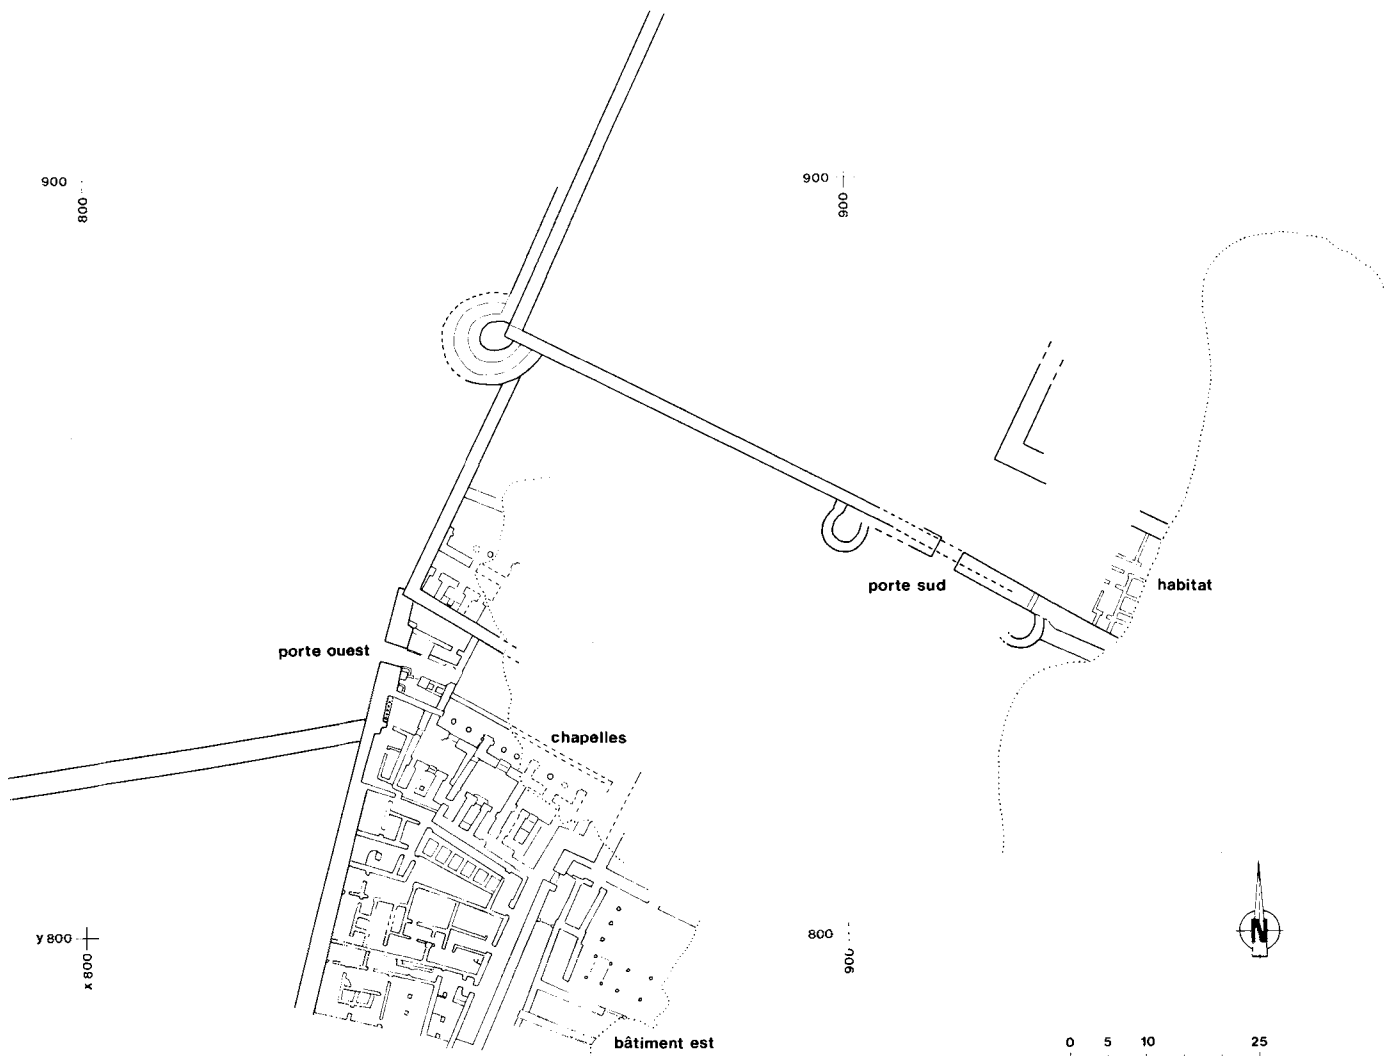 900
800
900
900
porte sud
habitat
porte ouest
chapelles
y 800
x 800
800
900
N
bâtiment est
0 5 10 25